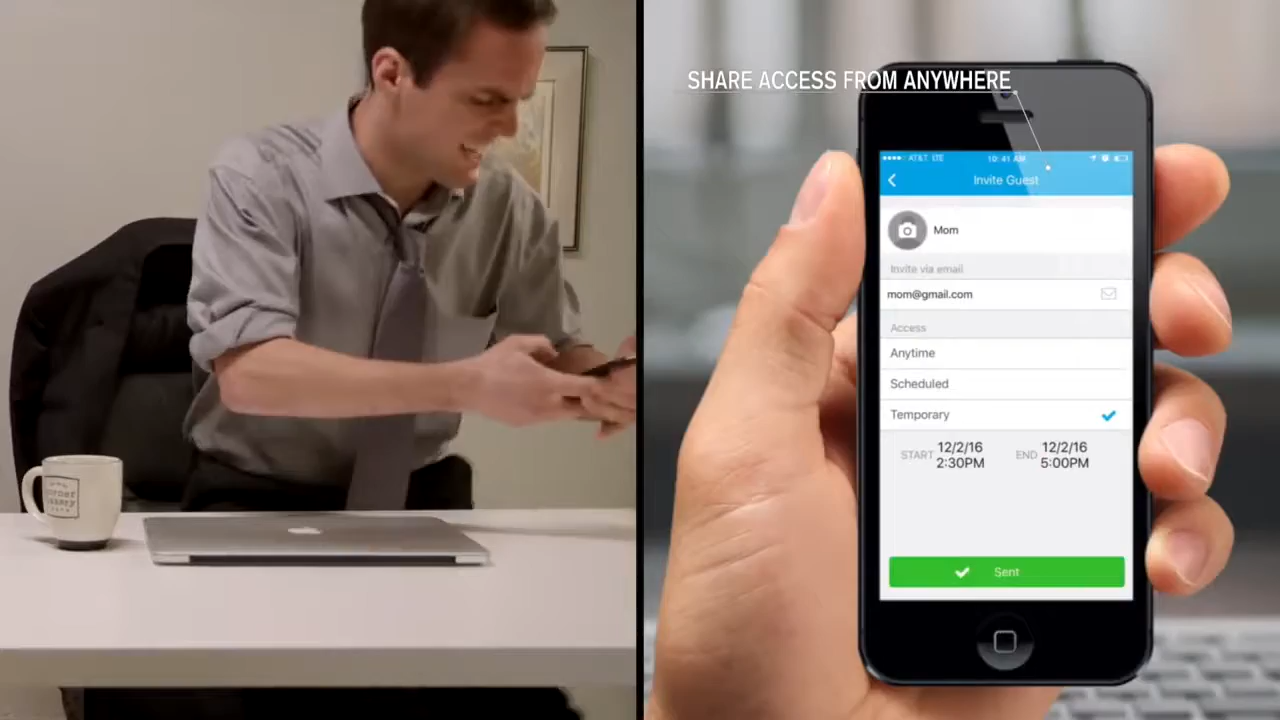 SHARE ACCESS FROM ANYWHERE
AT&T LTE
10:41 AM
Invite Guest
Mom
Invite via email
mom@gmail.com
Access
Anytime
Scheduled
Temporary
START 12/2/16 2:30PM
END 12/2/16 5:00PM
Sent